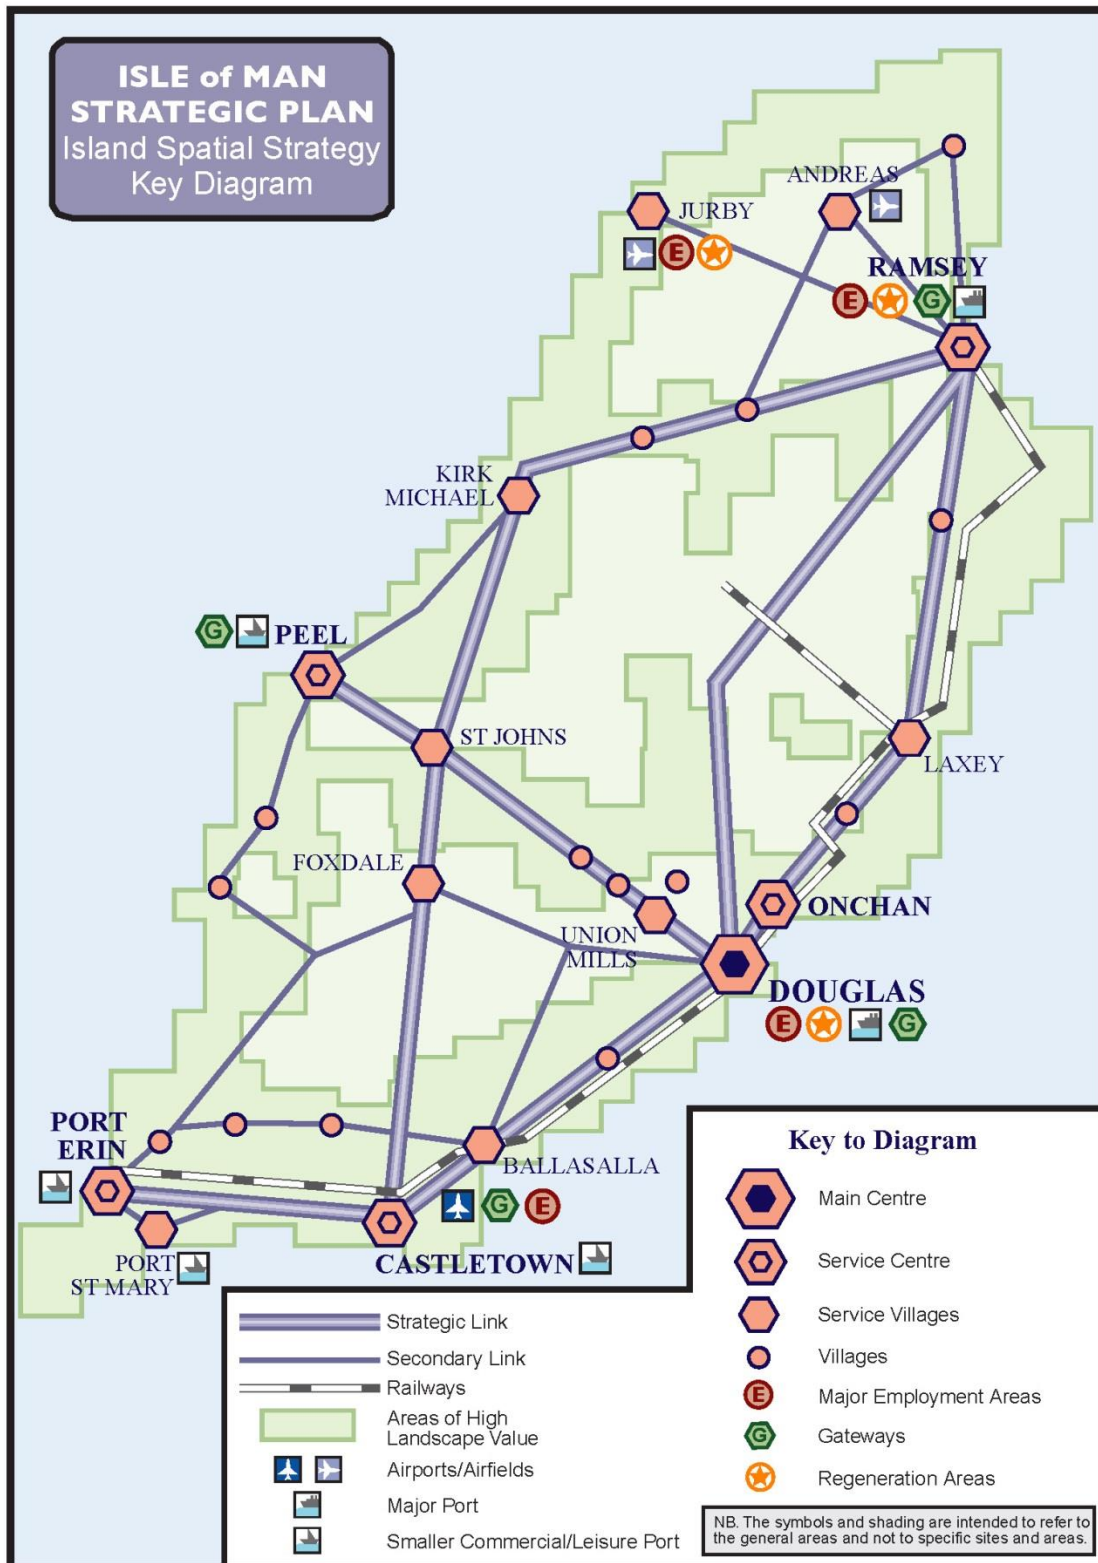 ISLE of MAN
STRATEGIC PLAN
Island Spatial Strategy
Key Diagram
ANDREAS
JURBY
E
RAMSEY
E
G
KIRK
MICHAEL
G
PEEL
ST JOHNS
LAXEY
FOXDALE
ONCHAN
UNION
MILLS
DOUGLAS
E
G
PORT
ERIN
BALLASALLA
G
E
CASTLETOWN
PORT
ST MARY
Strategic Link
Secondary Link
Railways
Areas of High
Landscape Value
Airports/Airfields
Major Port
Smaller Commercial/Leisure Port
Key to Diagram
Main Centre
Service Centre
Service Villages
Villages
E
Major Employment Areas
G
Gateways
Regeneration Areas
NB. The symbols and shading are intended to refer to
the general areas and not to specific sites and areas.